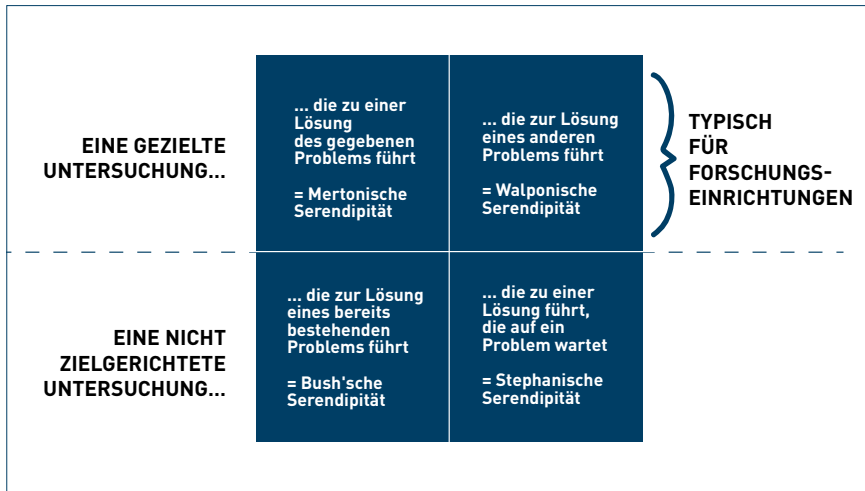 EINE GEZIELTE
UNTERSUCHUNG...
... die zu einer
Lösung
des gegebenen
Problems führt
= Mertonische
Serendipität
... die zur Lösung
eines anderen
Problems führt
= Walponische
Serendipität
TYPISCH
FÜR
FORSCHUNGS-
EINRICHTUNGEN
EINE NICHT
ZIELGERICHTETE
UNTERSUCHUNG...
... die zur Lösung
eines bereits
bestehenden
Problems führt
= Bush'sche
Serendipität
... die zu einer
Lösung führt,
die auf ein
Problem wartet
= Stephanische
Serendipität